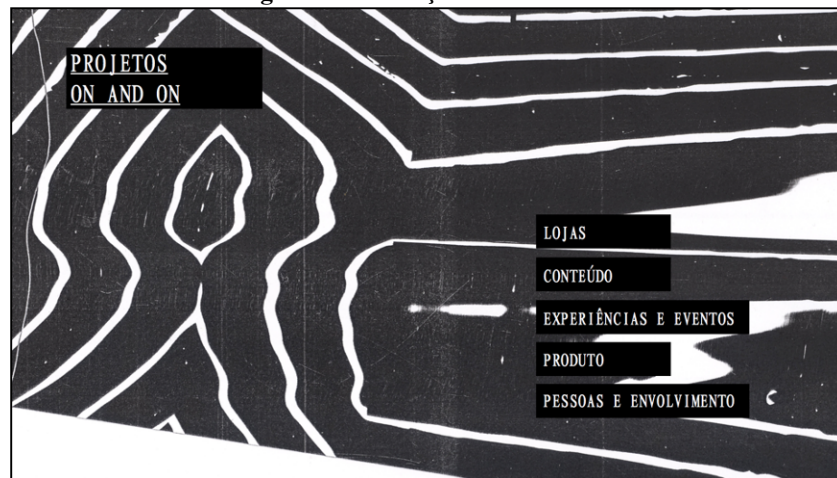 PROJETOS
ON AND ON
LOJAS
CONTEÚDO
EXPERIÊNCIAS E EVENTOS
PRODUTO
PESSOAS E ENVOLVIMENTO